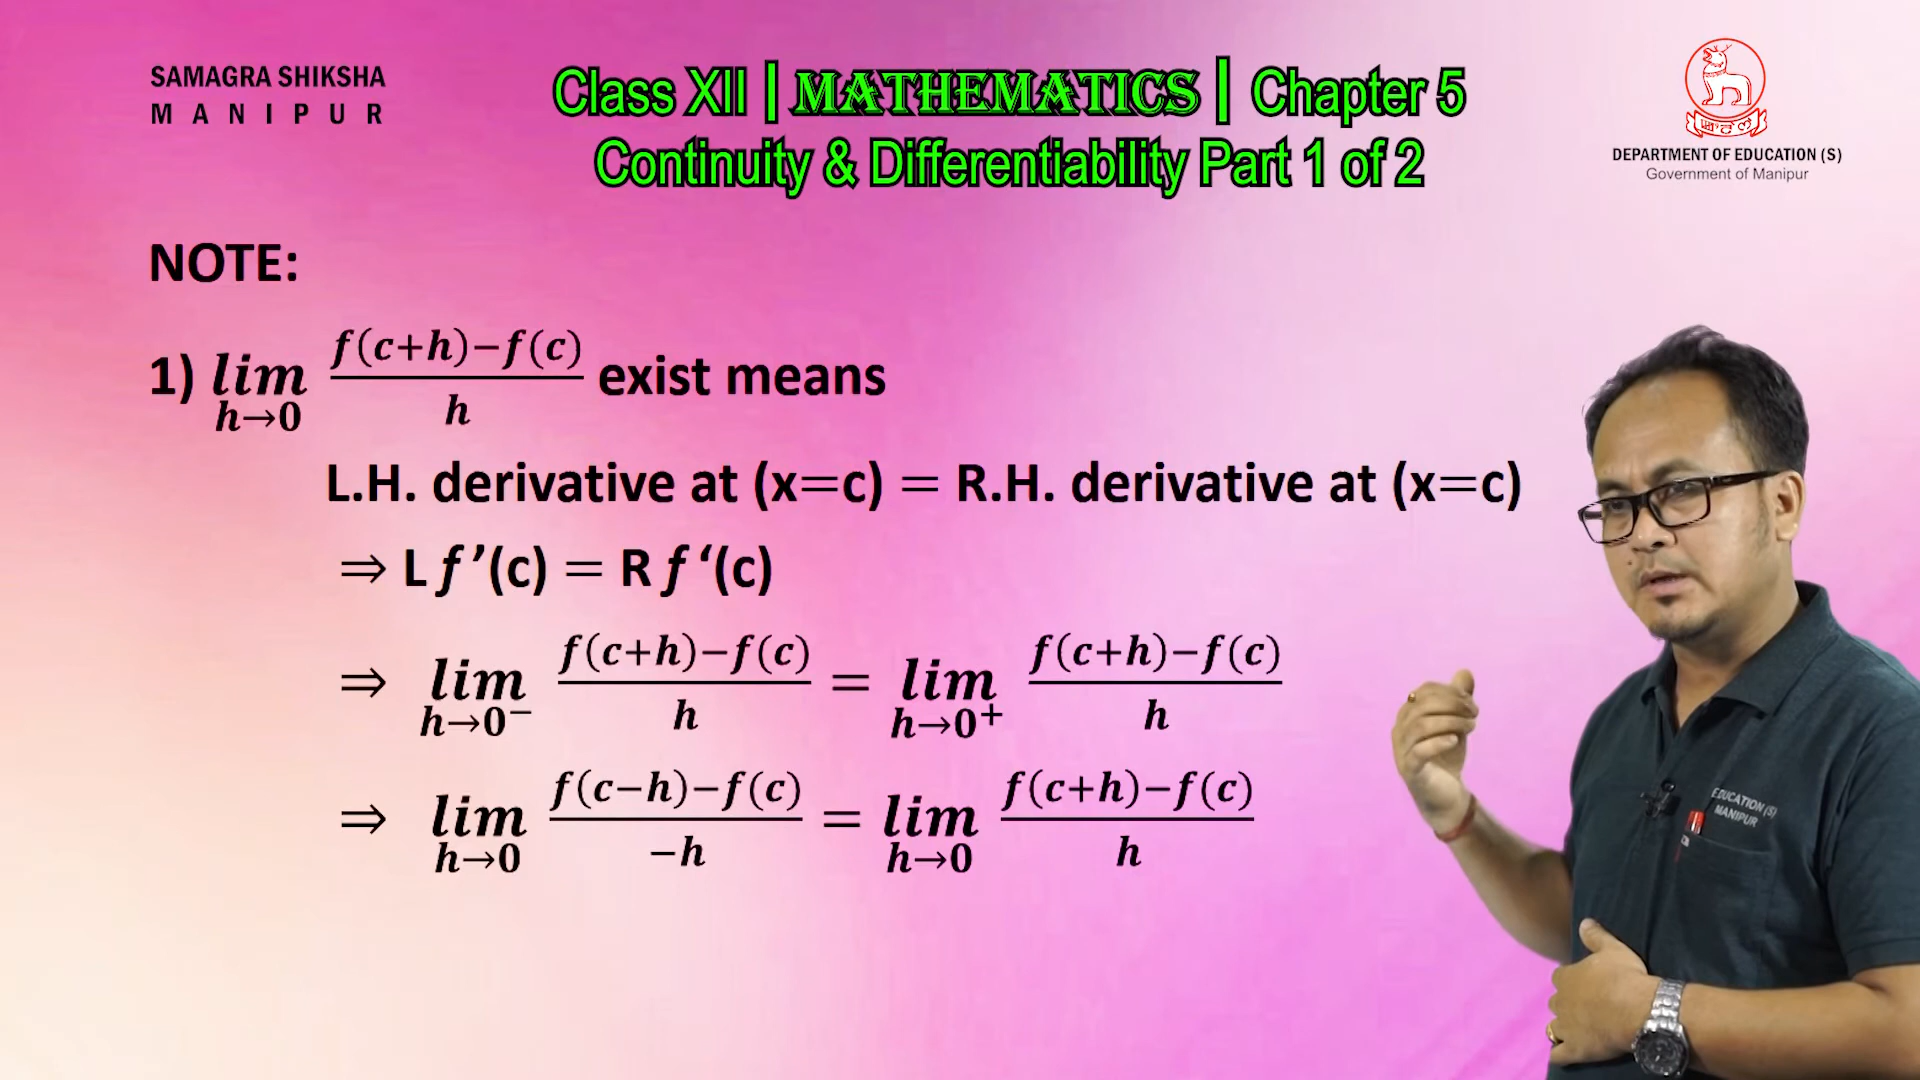 SAMAGRA SHIKSHA
MANIPUR
Class XII | MATHEMATICS | Chapter 5
Continuity & Differentiability Part 1 of 2
DEPARTMENT OF EDUCATION (S)
Government of Manipur
NOTE:
1) lim h→0 f(c+h)−f(c) / h exist means
L.H. derivative at (x=c) = R.H. derivative at (x=c)
⇒ L f ’(c) = R f ‘(c)
⇒ lim h→0⁻ f(c+h)−f(c) / h = lim h→0⁺ f(c+h)−f(c) / h
⇒ lim h→0 f(c−h)−f(c) / −h = lim h→0 f(c+h)−f(c) / h
EDUCATION (S)
MANIPUR